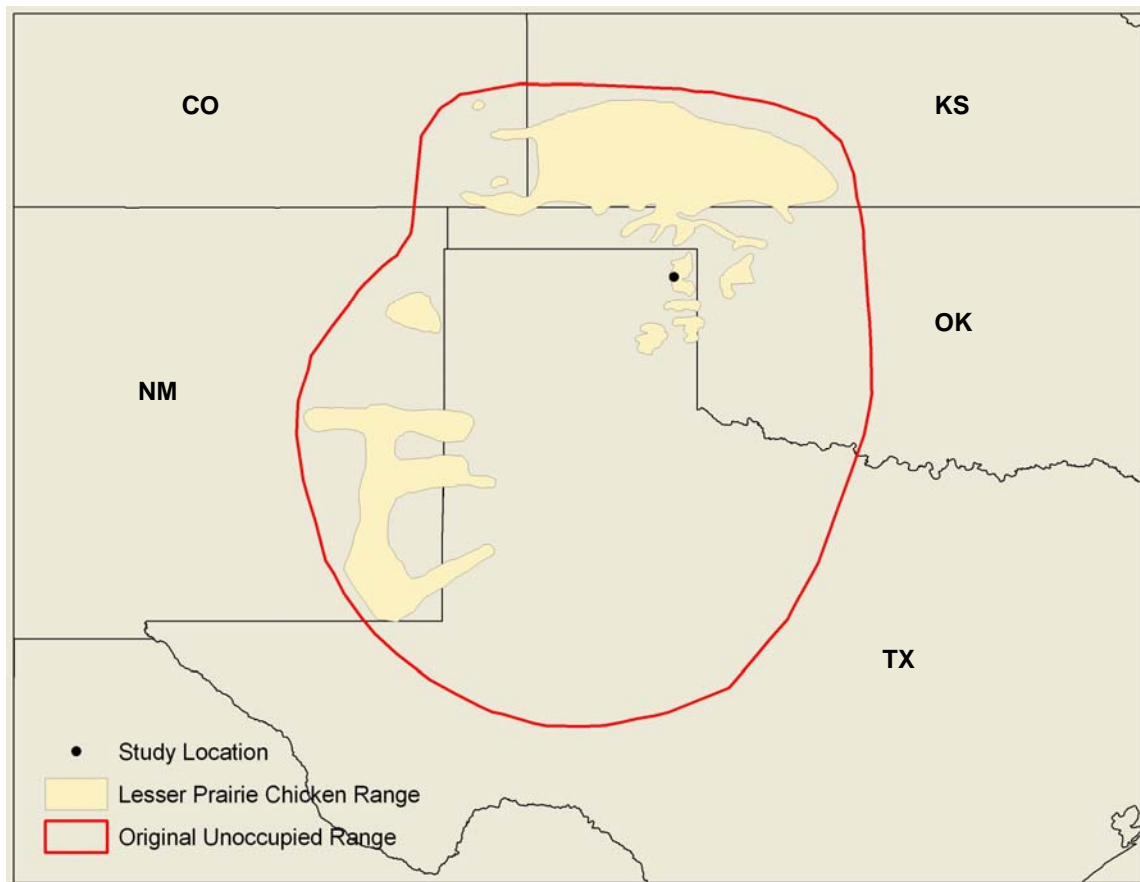 CO
KS
OK
NM
TX
Study Location
Lesser Prairie Chicken Range
Original Unoccupied Range